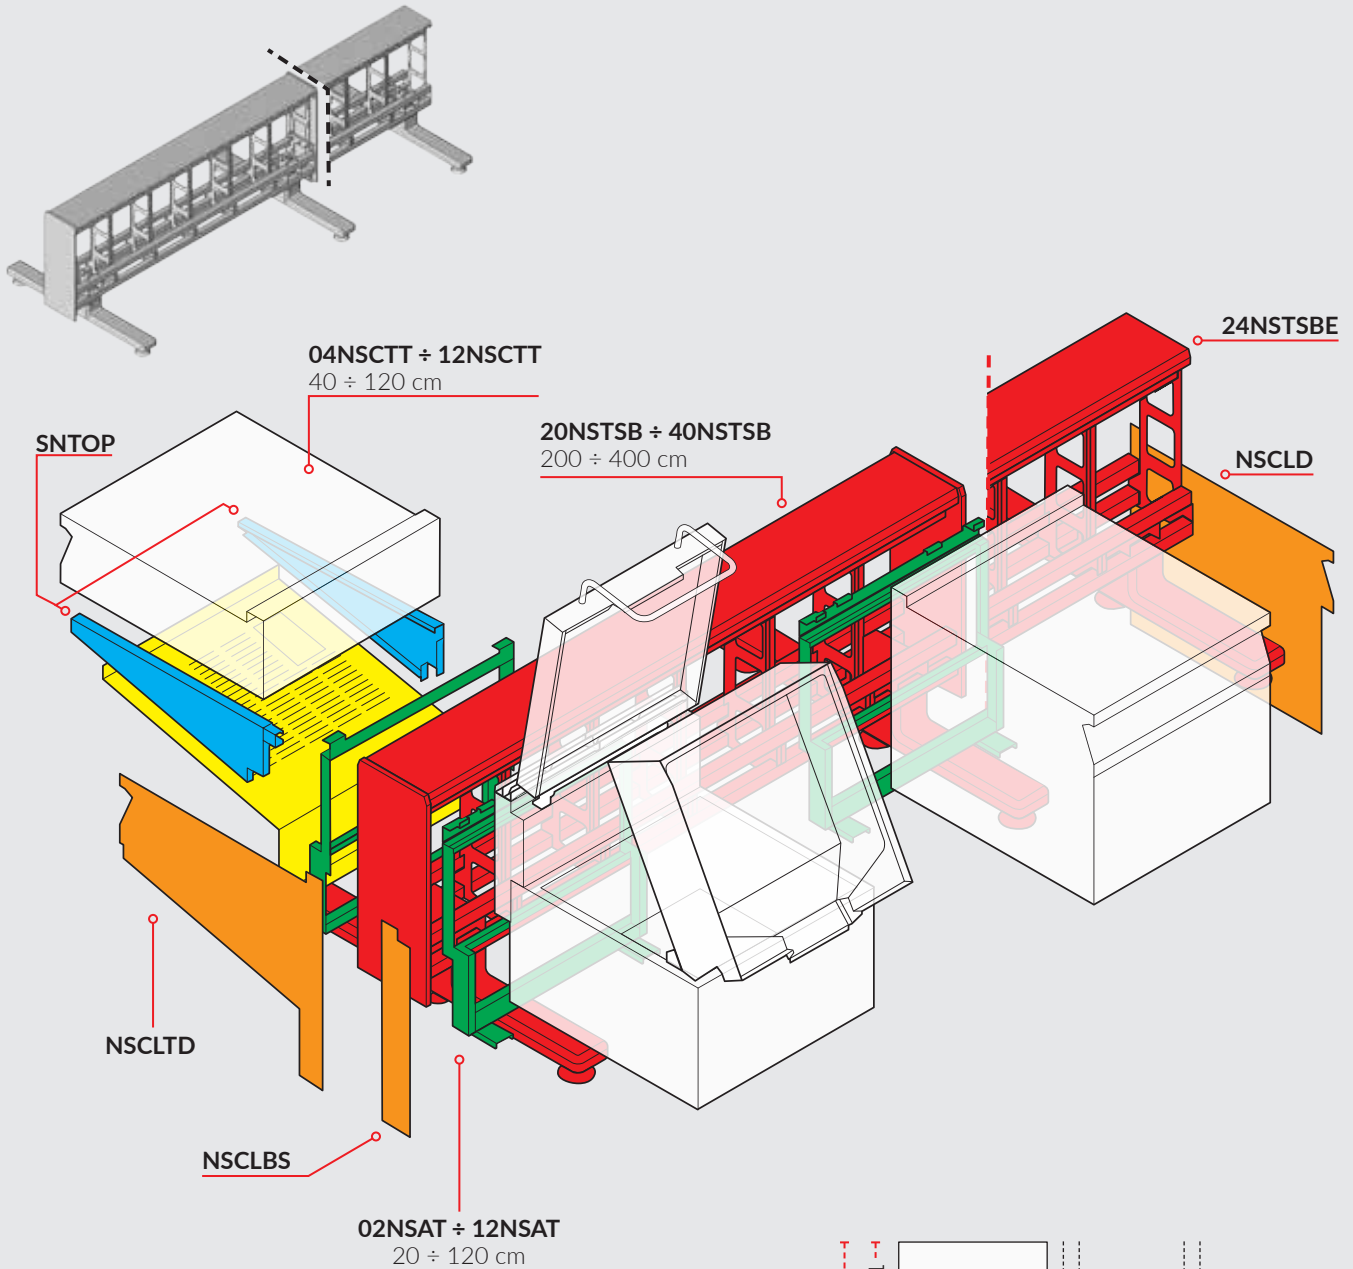 24NSTSBE
04NSCTT ÷ 12NSCTT
40 ÷ 120 cm
20NSTSB ÷ 40NSTSB
200 ÷ 400 cm
SNTOP
NSCLD
NSCLTD
NSCLBS
02NSAT ÷ 12NSAT
20 ÷ 120 cm